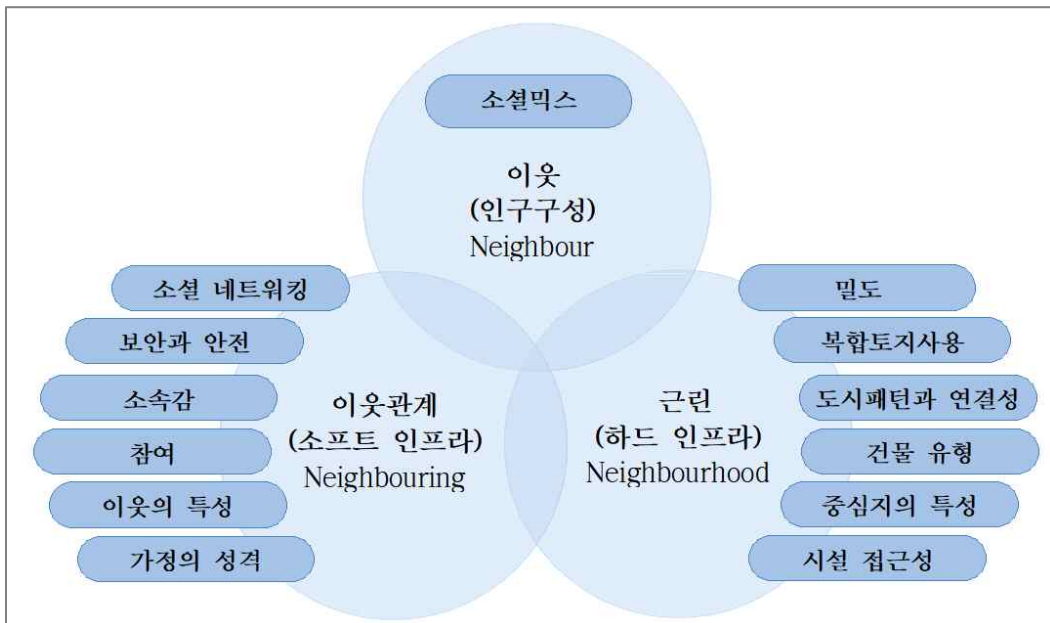 소셜믹스
이웃
(인구구성)
Neighbour
소셜 네트워킹
보안과 안전
소속감
참여
이웃의 특성
가정의 성격
이웃관계
(소프트 인프라)
Neighbouring
근린
(하드 인프라)
Neighbourhood
밀도
복합토지사용
도시패턴과 연결성
건물 유형
중심지의 특성
시설 접근성